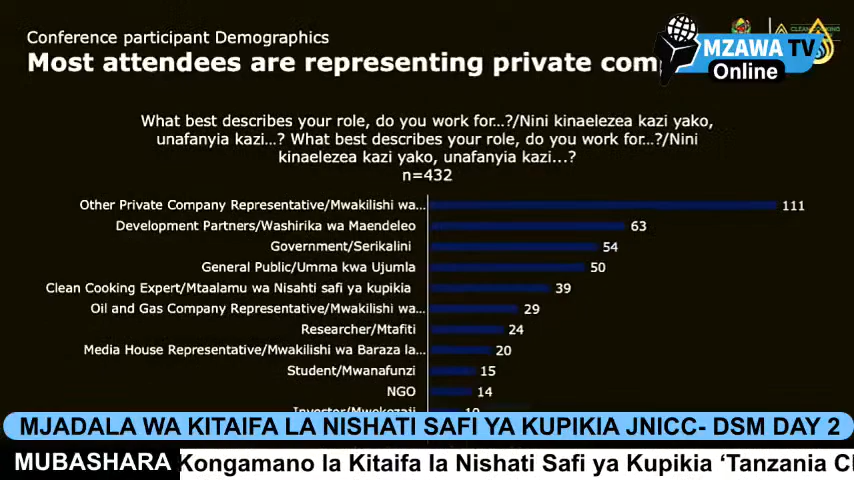 Conference participant Demographics
Most attendees are representing private
MZAWA TV
Online
What best describes your role, do you work for…?/Nini kinaelezea kazi yako,
unafanyia kazi…? What best describes your role, do you work for…?/Nini
kinaelezea kazi yako, unafanyia kazi…?
n=432
Other Private Company Representative/Mwakilishi wa… 111
Development Partners/Washirika wa Maendeleo 63
Government/Serikalini 54
General Public/Umma kwa Ujumla 50
Clean Cooking Expert/Mtaalamu wa Nisahti safi ya kupikia 39
Oil and Gas Company Representative/Mwakilishi wa… 29
Researcher/Mtafiti 24
Media House Representative/Mwakilishi wa Baraza la… 20
Student/Mwanafunzi 15
NGO 14
Investor/Mwekezaji 10
MJADALA WA KITAIFA LA NISHATI SAFI YA KUPIKIA JNICC- DSM DAY 2
MUBASHARA Kongamano la Kitaifa la Nishati Safi ya Kupikia ‘Tanzania